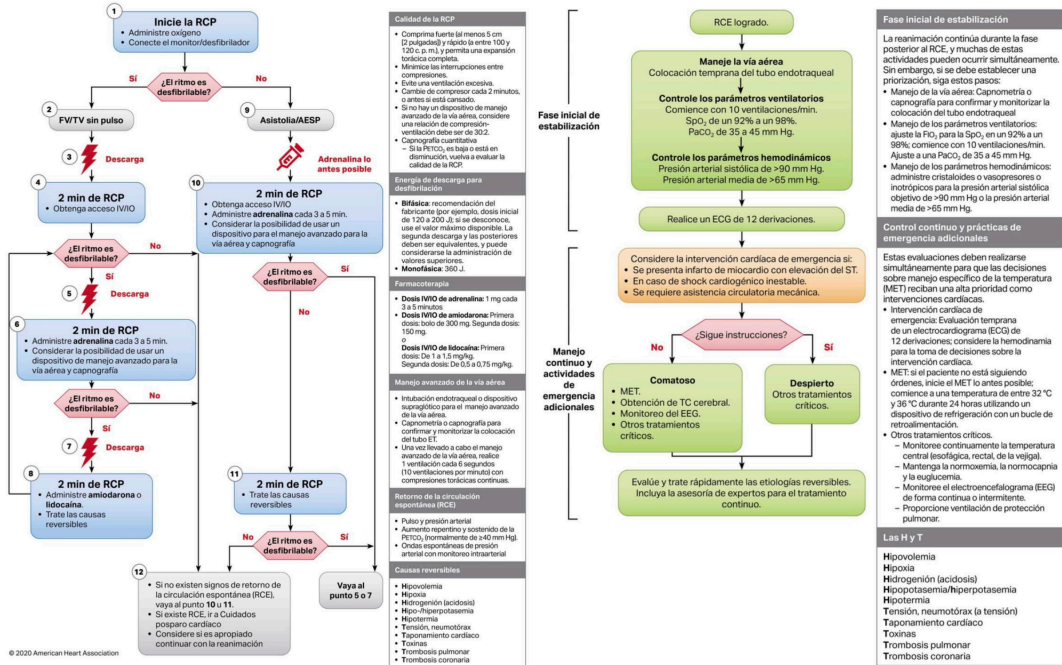 1
Inicie la RCP
• Administre oxígeno
• Conecte el monitor/desfibrilador
¿El ritmo es
desfibrilable?
Sí
No
2
FV/TV sin pulso
3
Descarga
4
2 min de RCP
• Obtenga acceso IV/IO
¿El ritmo es
desfibrilable?
No
Sí
5
Descarga
6
2 min de RCP
• Administre adrenalina cada 3 a 5 min.
• Considerar la posibilidad de usar un
dispositivo de manejo avanzado para la
vía aérea y capnografía
¿El ritmo es
desfibrilable?
No
Sí
7
Descarga
8
2 min de RCP
• Administre amiodarona o
lidocaína.
• Trate las causas
reversibles
9
Asistolia/AESP
Adrenalina lo
antes posible
10
2 min de RCP
• Obtenga acceso IV/IO
• Administre adrenalina cada 3 a 5 min.
• Considerar la posibilidad de usar un
dispositivo para el manejo avanzado para la
vía aérea y capnografía
¿El ritmo es
desfibrilable?
Sí
No
11
2 min de RCP
• Trate las causas
reversibles
¿El ritmo es
desfibrilable?
No
Sí
12
• Si no existen signos de retorno de
la circulación espontánea (RCE),
vaya al punto 10 u 11.
• Si existe RCE, ir a Cuidados
posparo cardíaco
• Considere si es apropiado
continuar con la reanimación
Vaya al
punto 5 o 7
© 2020 American Heart Association
Calidad de la RCP
• Comprima fuerte (al menos 5 cm
[2 pulgadas]) y rápido (a entre 100 y
120 c. p. m.), y permita una expansión
torácica completa.
• Minimice las interrupciones entre
compresiones.
• Evite una ventilación excesiva.
• Cambie de compresor cada 2 minutos,
o antes si está cansado.
• Si no hay un dispositivo de manejo
avanzado de la vía aérea, considere
una relación de compresión-
ventilación debe ser de 30:2.
• Capnografía cuantitativa
– Si la PETCO2 es baja o está en
disminución, vuelva a evaluar la
calidad de la RCP.
Energía de descarga para
desfibrilación
• Bifásica: recomendación del
fabricante (por ejemplo, dosis inicial
de 120 a 200 J); si se desconoce,
use el valor máximo disponible. La
segunda descarga y las posteriores
deben ser equivalentes, y puede
considerarse la administración de
valores superiores.
• Monofásica: 360 J.
Farmacoterapia
• Dosis IV/IO de adrenalina: 1 mg cada
3 a 5 minutos
• Dosis IV/IO de amiodarona: Primera
dosis: bolo de 300 mg. Segunda dosis:
150 mg.
o
Dosis IV/IO de lidocaína: Primera
dosis: De 1 a 1,5 mg/kg.
Segunda dosis: De 0,5 a 0,75 mg/kg.
Manejo avanzado de la vía aérea
• Intubación endotraqueal o dispositivo
supraglótico para el manejo avanzado
de la vía aérea.
• Capnometría o capnografía para
confirmar y monitorizar la colocación
del tubo ET.
• Una vez llevado a cabo el manejo
avanzado de la vía aérea, realice
1 ventilación cada 6 segundos
(10 ventilaciones por minuto) con
compresiones torácicas continuas.
Retorno de la circulación
espontánea (RCE)
• Pulso y presión arterial
• Aumento repentino y sostenido de la
PETCO2 (normalmente de ≥40 mm Hg).
• Ondas espontáneas de presión
arterial con monitoreo intraarterial
Causas reversibles
• Hipovolemia
• Hipoxia
• Hidrogenión (acidosis)
• Hipo-/hiperpotasemia
• Hipotermia
• Tensión, neumotórax
• Taponamiento cardíaco
• Toxinas
• Trombosis pulmonar
• Trombosis coronaria
Fase inicial de
estabilización
RCE logrado.
Maneje la vía aérea
Colocación temprana del tubo endotraqueal
Controle los parámetros ventilatorios
Comience con 10 ventilaciones/min.
SpO2 de un 92% a un 98%.
PaCO2 de 35 a 45 mm Hg.
Controle los parámetros hemodinámicos
Presión arterial sistólica de >90 mm Hg
Presión arterial media de >65 mm Hg.
Realice un ECG de 12 derivaciones.
Manejo
continuo y
actividades de
emergencia
adicionales
Considere la intervención cardíaca de emergencia si:
• Se presenta infarto de miocardio con elevación del ST.
• En caso de shock cardiogénico inestable.
• Se requiere asistencia circulatoria mecánica.
¿Sigue instrucciones?
No
Sí
Comatoso
• MET.
• Obtención de TC cerebral.
• Monitoreo del EEG.
• Otros tratamientos
críticos.
Despierto
Otros tratamientos
críticos.
Evalúe y trate rápidamente las etiologías reversibles.
Incluya la asesoría de expertos para el tratamiento
continuo.
Fase inicial de estabilización
La reanimación continúa durante la fase
posterior al RCE, y muchas de estas
actividades pueden ocurrir simultáneamente.
Sin embargo, si se debe establecer una
priorización, siga estos pasos:
• Manejo de la vía aérea: Capnometría o
capnografía para confirmar y monitorizar la
colocación del tubo endotraqueal
• Manejo de los parámetros ventilatorios:
ajuste la FIO2 para la SpO2 en un 92% a un
98%; comience con 10 ventilaciones/min.
Ajuste a una PaCO2 de 35 a 45 mm Hg.
• Manejo de los parámetros hemodinámicos:
administre cristaloides o vasopresores o
inotrópicos para la presión arterial sistólica
objetivo de >90 mm Hg o la presión arterial
media de >65 mm Hg.
Control continuo y prácticas de
emergencia adicionales
Estas evaluaciones deben realizarse
simultáneamente para que las decisiones
sobre manejo específico de la temperatura
(MET) reciban una alta prioridad como
intervenciones cardíacas.
• Intervención cardíaca de
emergencia: Evaluación temprana
de un electrocardiograma (ECG) de
12 derivaciones; considere la hemodinamia
para la toma de decisiones sobre la
intervención cardíaca.
• MET: si el paciente no está siguiendo
órdenes, inicie el MET lo antes posible;
comience a una temperatura de entre 32 °C
y 36 °C durante 24 horas utilizando un
dispositivo de refrigeración con un bucle de
retroalimentación.
• Otros tratamientos críticos.
– Monitoree continuamente la temperatura
central (esofágica, rectal, de la vejiga).
– Mantenga la normoxemia, la normocapnia
y la euglucemia.
– Monitoree el electroencefalograma (EEG)
de forma continua o intermitente.
– Proporcione ventilación de protección
pulmonar.
Las H y T
Hipovolemia
Hipoxia
Hidrogenión (acidosis)
Hipopotasemia/hiperpotasemia
Hipotermia
Tensión, neumotórax (a tensión)
Taponamiento cardíaco
Toxinas
Trombosis pulmonar
Trombosis coronaria